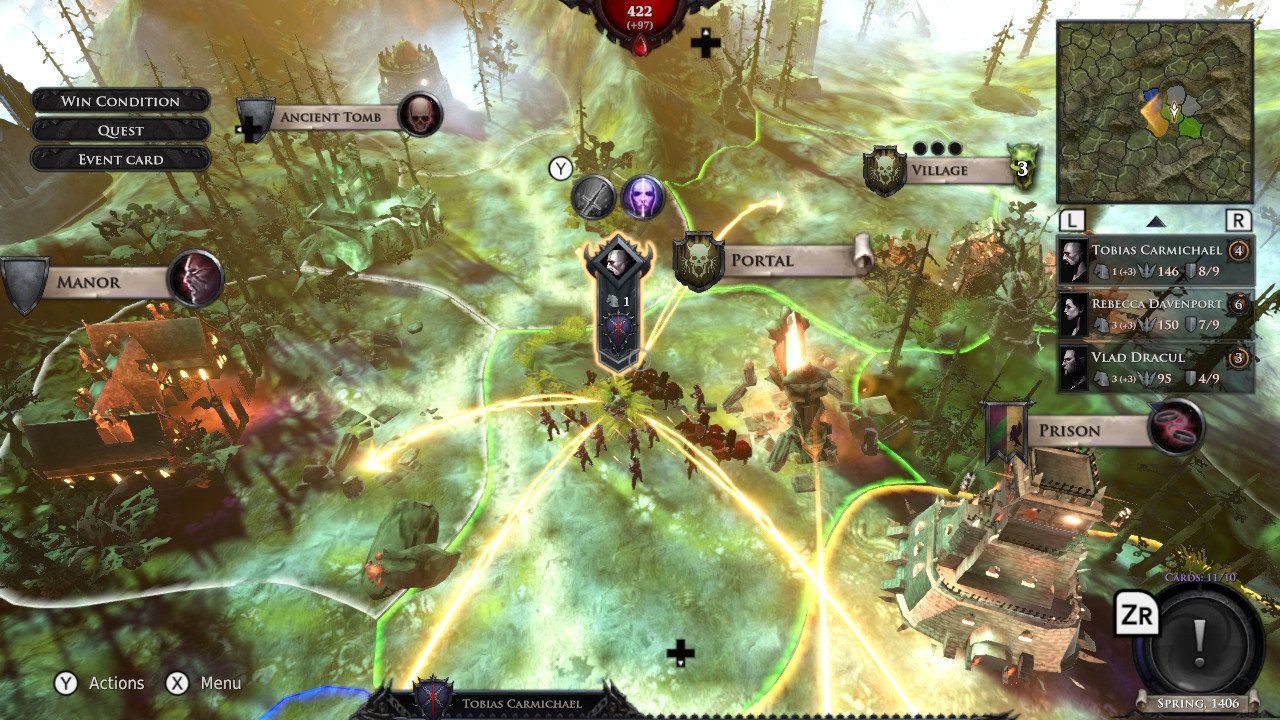 422
(+97)
Win Condition
Quest
Event card
Ancient Tomb
Y
Village
3
Manor
Portal
1
L
R
Tobias Carmichael 4
1 (+3) 146 8/9
Rebecca Davenport 6
3 (+3) 150 7/9
Vlad Dracul 3
3 (+3) 95 4/9
Prison
Cards: 11/10
ZR
!
Y Actions X Menu
Tobias Carmichael
Spring, 1406